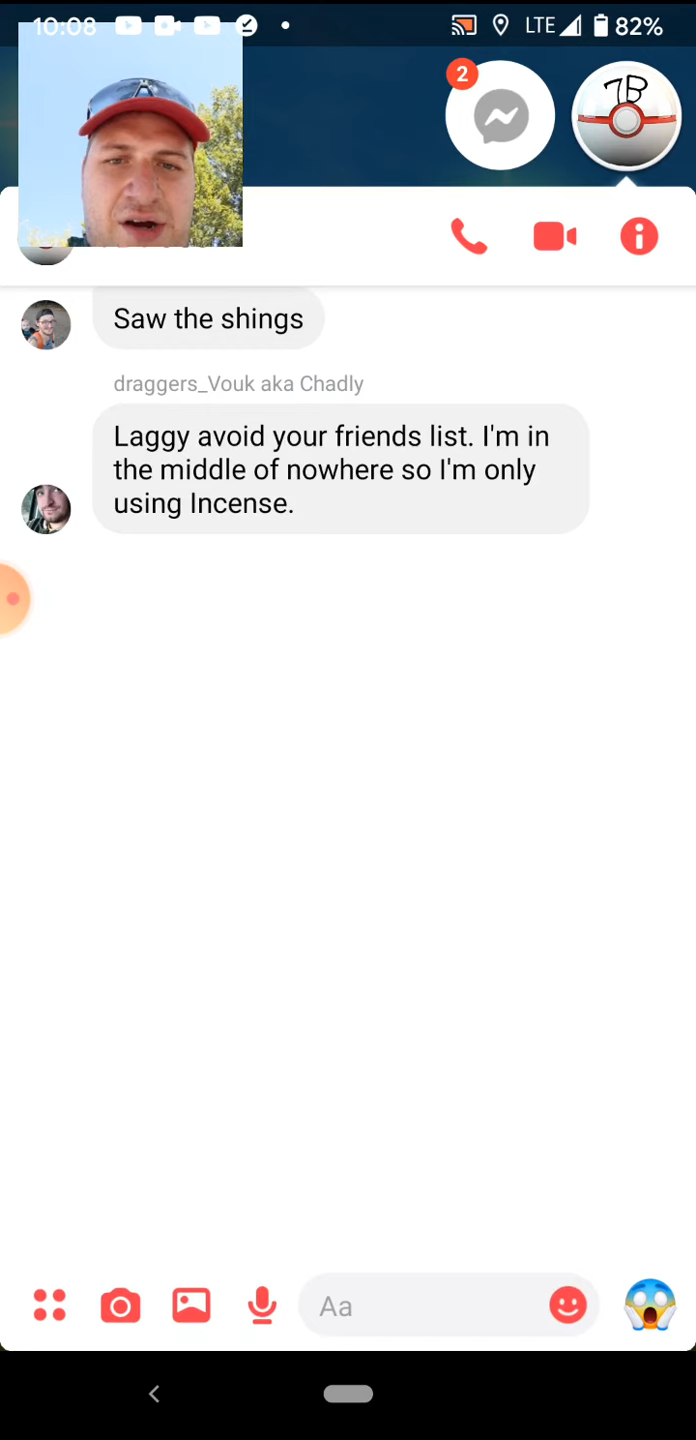 10:08
LTE
82%
2
7B
Saw the shings
draggers_Vouk aka Chadly
Laggy avoid your friends list. I'm in
the middle of nowhere so I'm only
using Incense.
Aa